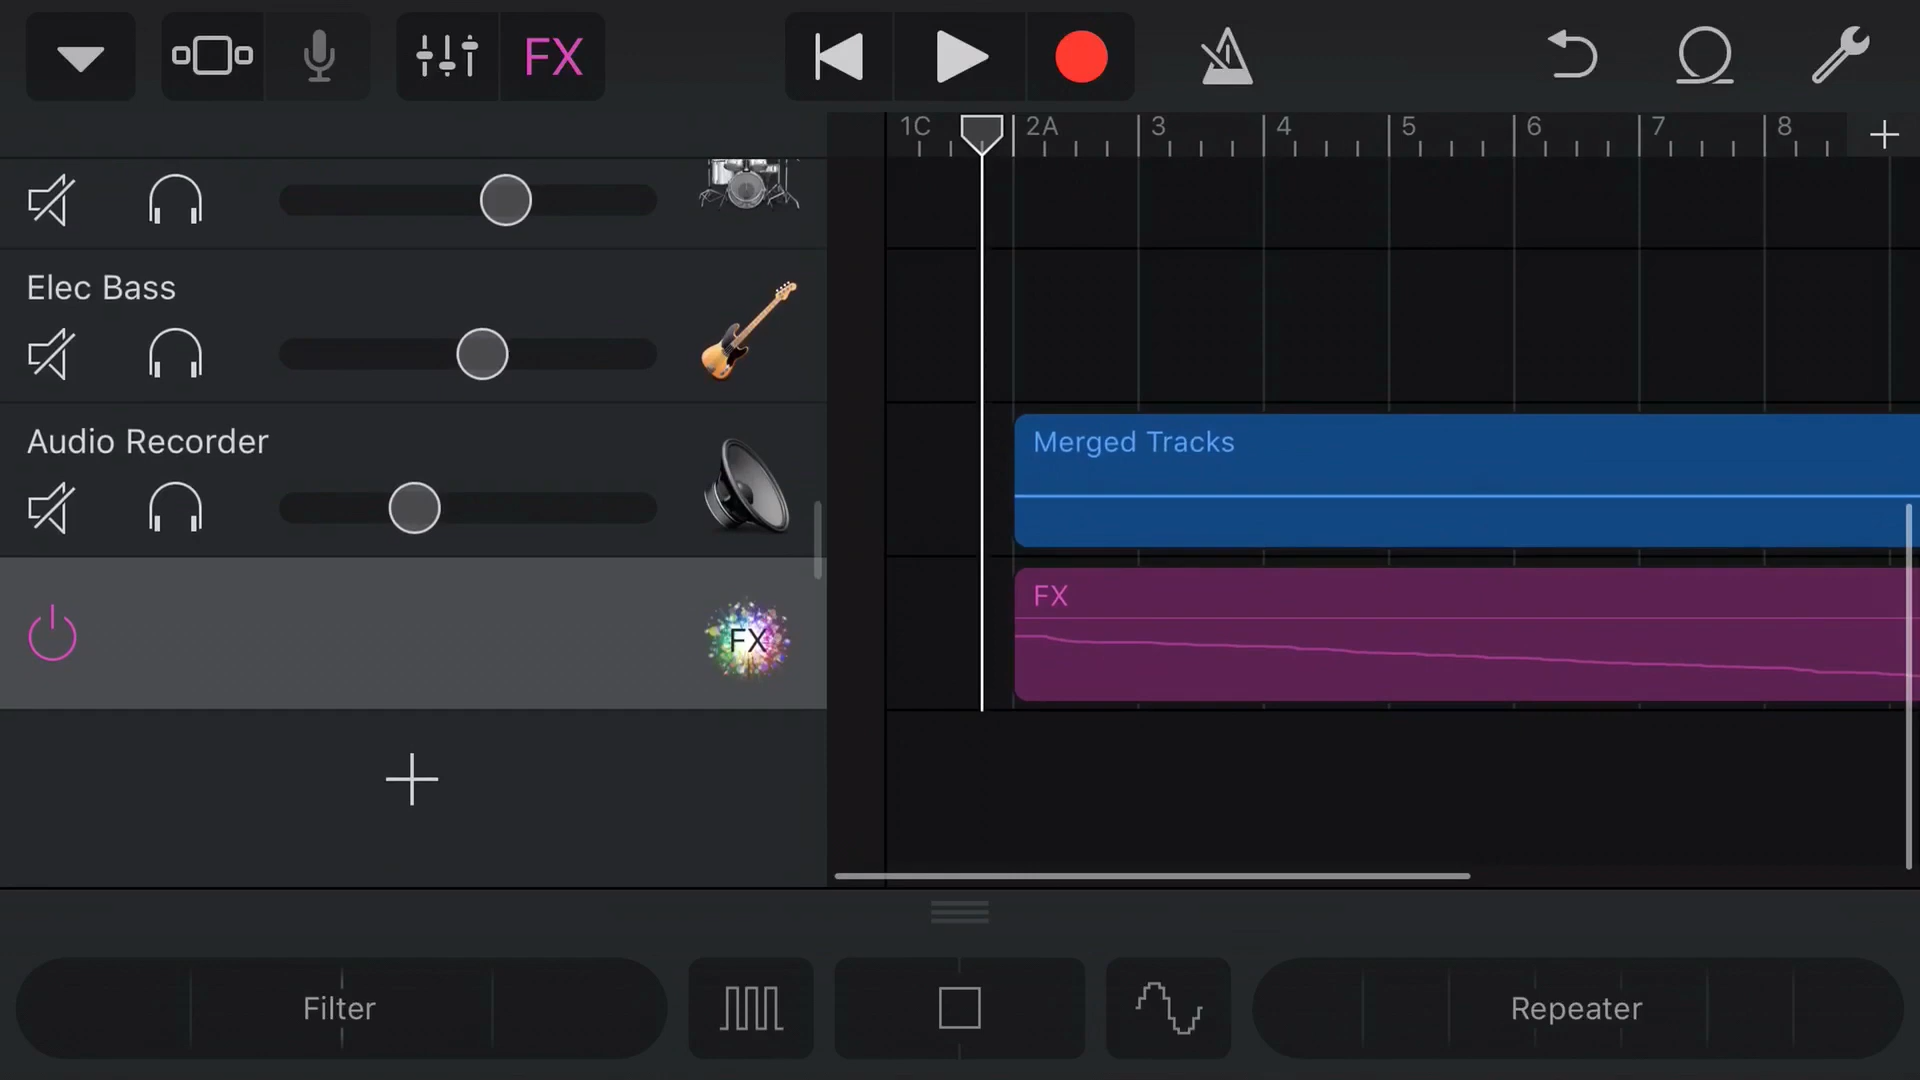 FX
1C 2A 3 4 5 6 7 8
Elec Bass
Audio Recorder
Merged Tracks
FX
FX
Filter
Repeater